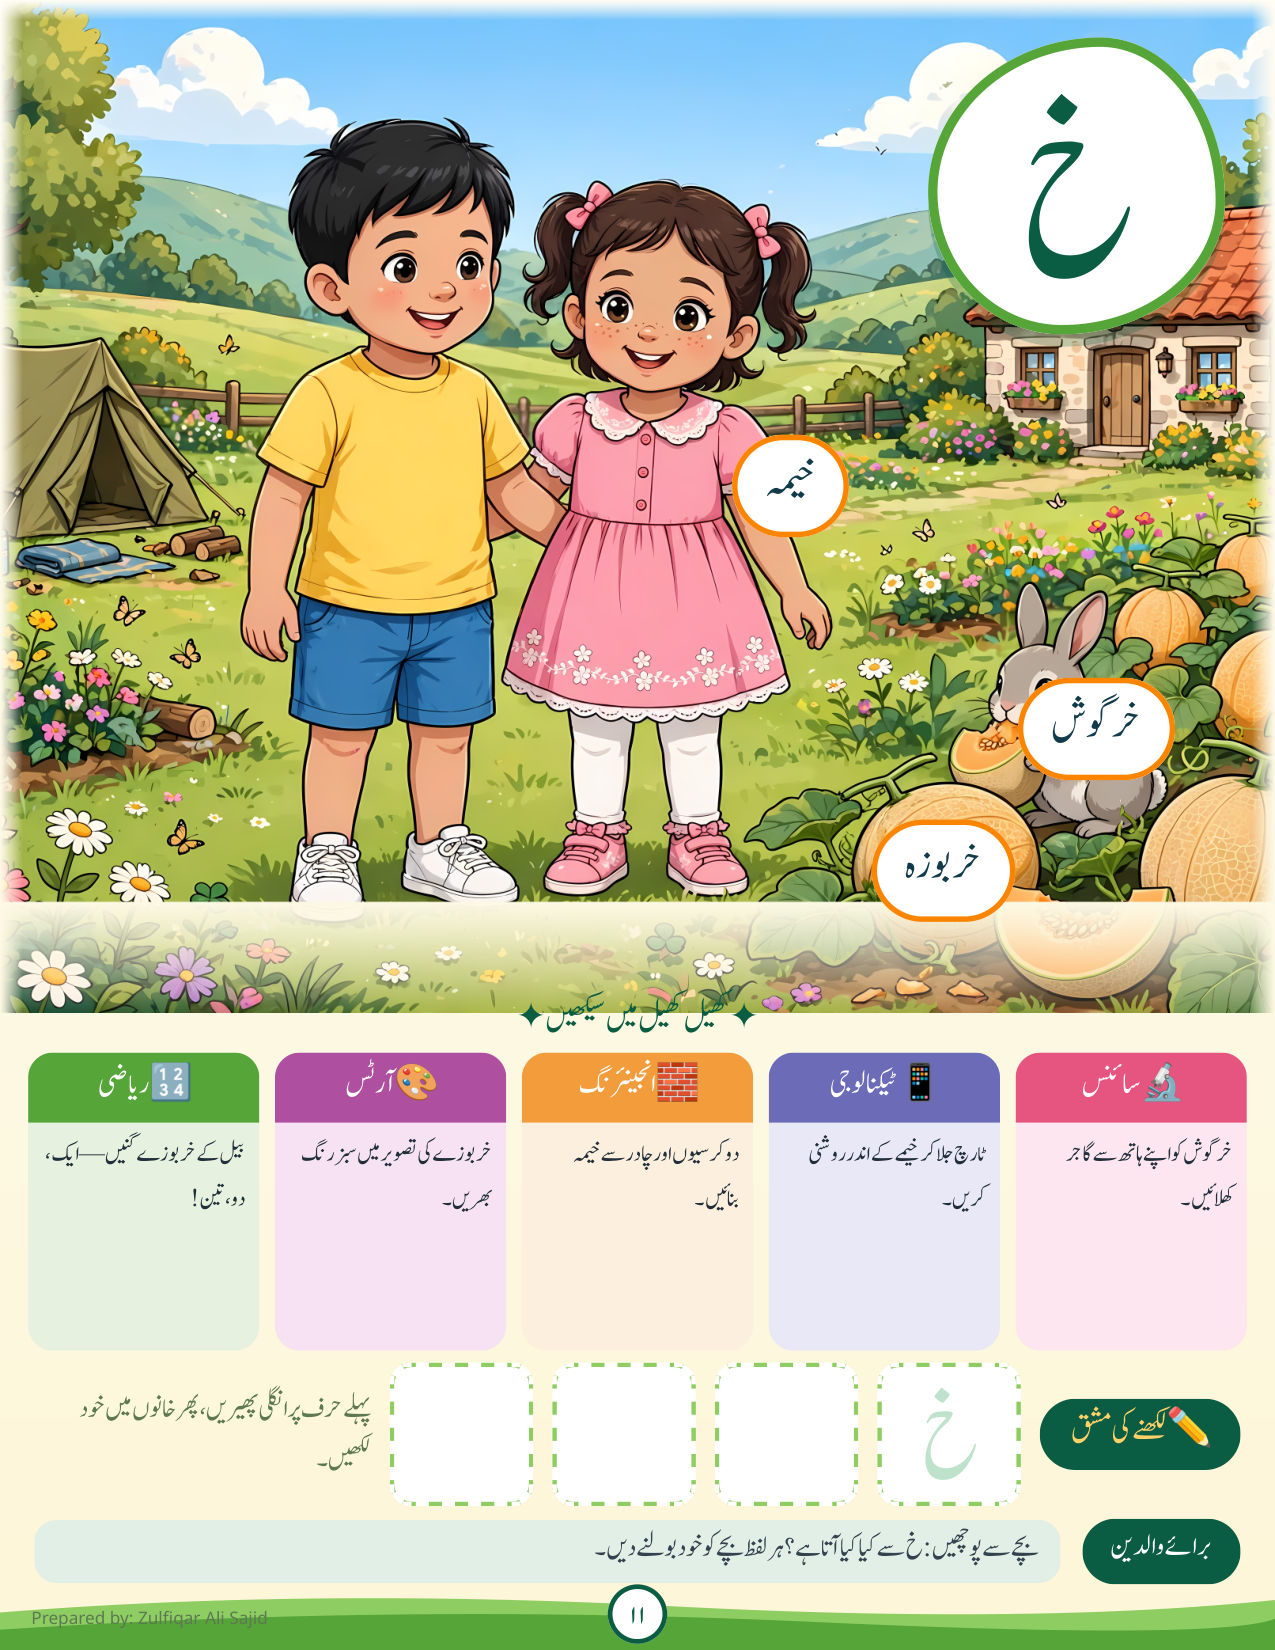 خ
خیمہ
خرگوش
خربوزہ
کھیل کھیل میں سیکھیں
سائنس
خرگوش کو اپنے ہاتھ سے گاجر
کھلائیں۔
ٹیکنالوجی
ٹارچ جلا کر خیمے کے اندر روشنی
کریں۔
انجینئرنگ
دو کرسیوں اور چادر سے خیمہ
بنائیں۔
آرٹس
خربوزے کی تصویر میں سبز رنگ
بھریں۔
ریاضی
بیل کے خربوزے گنیں — ایک،
دو، تین!
لکھنے کی مشق
خ
پہلے حرف پر انگلی پھیریں، پھر خانوں میں خود
لکھیں۔
برائے والدین
بچے سے پوچھیں: خ سے کیا کیا آتا ہے؟ ہر لفظ بچے کو خود بولنے دیں۔
Prepared by: Zulfiqar Ali Sajid
۱۱